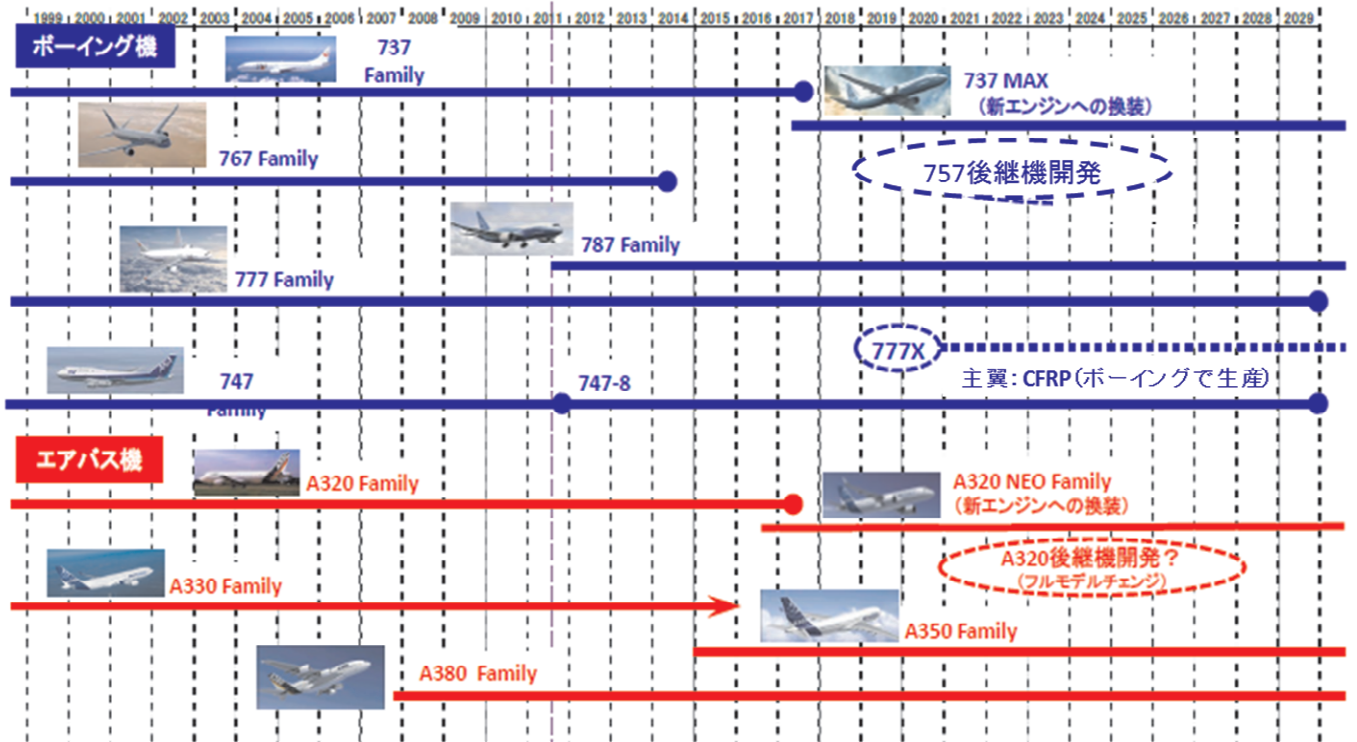 1999 2000 2001 2002 2003 2004 2005 2006 2007 2008 2009 2010 2011 2012 2013 2014 2015 2016 2017 2018 2019 2020 2021 2022 2023 2024 2025 2026 2027 2028 2029
ボーイング機
737
Family
737 MAX
（新エンジンへの換装）
767 Family
757後継機開発
787 Family
777 Family
777X
主翼：CFRP（ボーイングで生産）
747
Family
747-8
エアバス機
A320 Family
A320 NEO Family
（新エンジンへの換装）
A320後継機開発？
（フルモデルチェンジ）
A330 Family
A350 Family
A380 Family